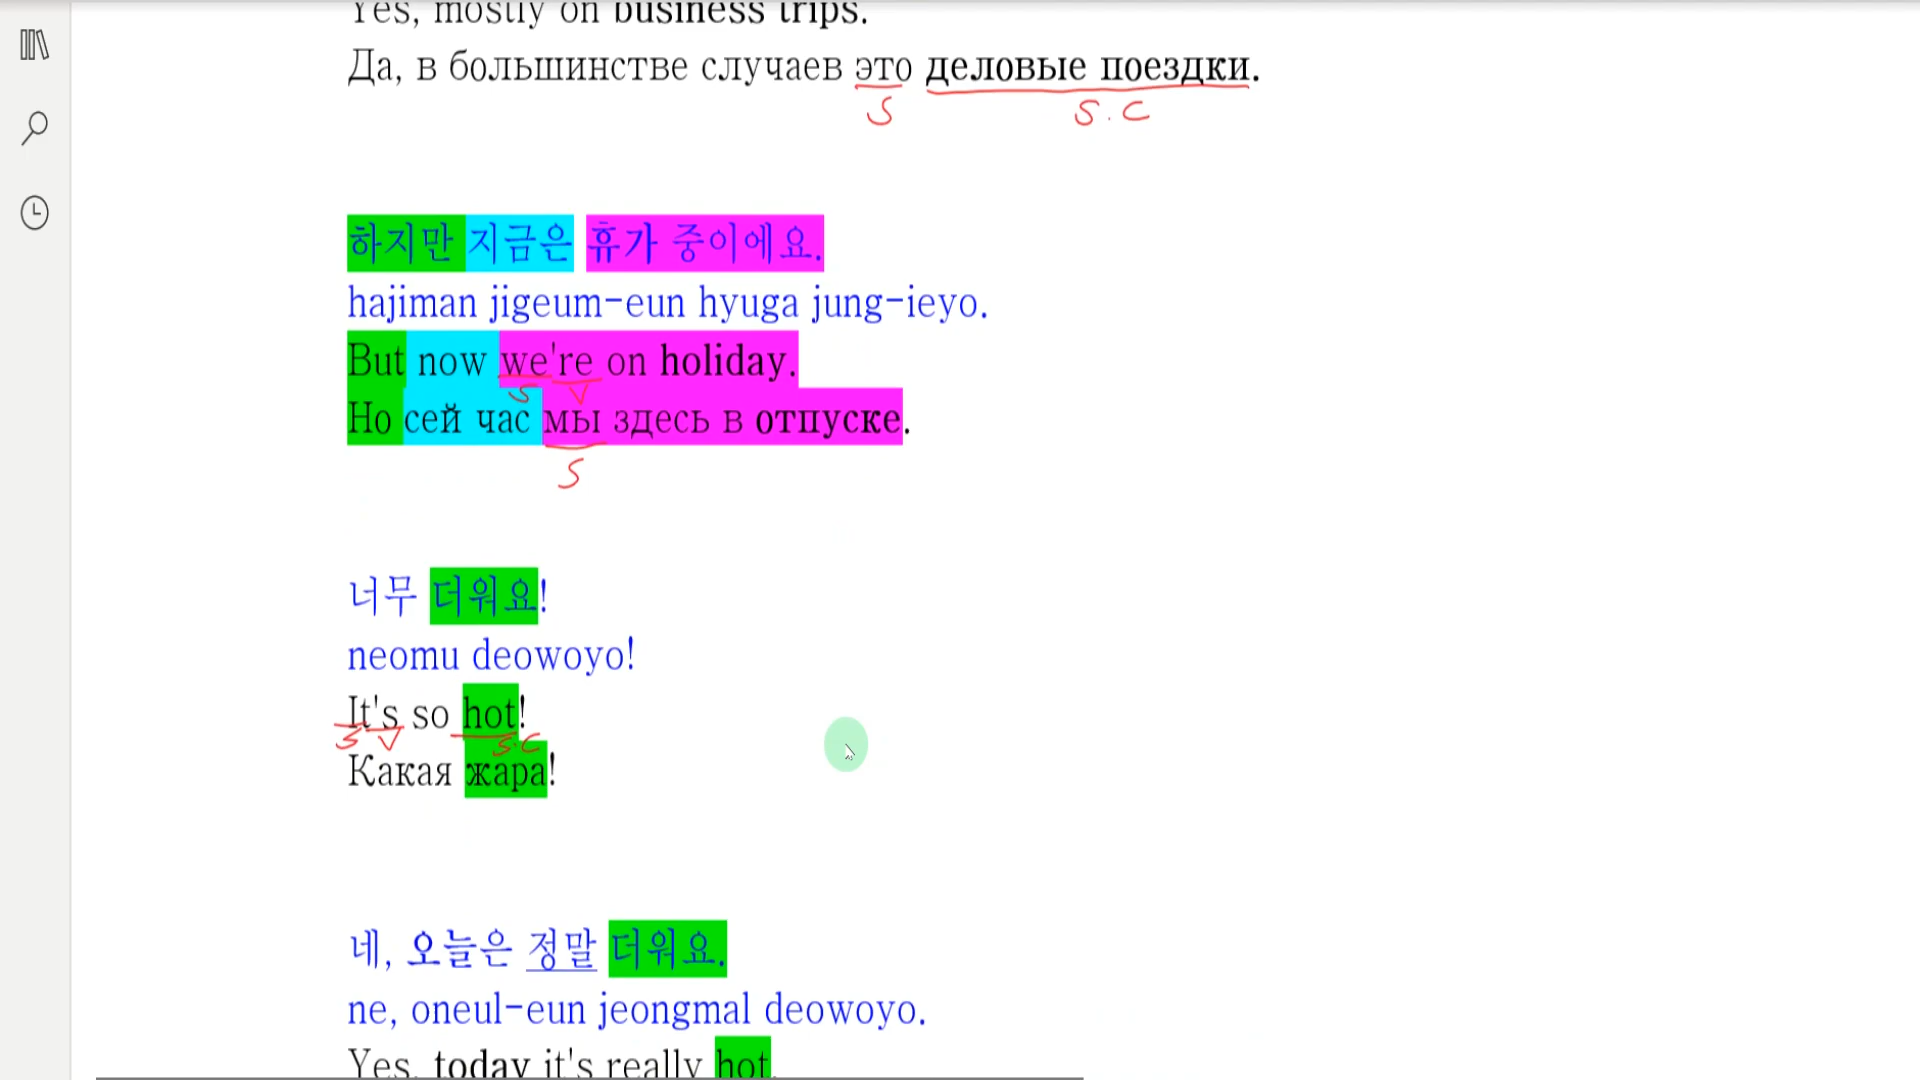 Yes, mostly on business trips.
Да, в большинстве случаев это деловые поездки.
S S.C
하지만 지금은 휴가 중이에요.
hajiman jigeum-eun hyuga jung-ieyo.
But now we're on holiday.
S V
Но сей час мы здесь в отпуске.
S
너무 더워요!
neomu deowoyo!
It's so hot!
S V S.C
Какая жара!
네, 오늘은 정말 더워요.
ne, oneul-eun jeongmal deowoyo.
Yes, today it's really hot